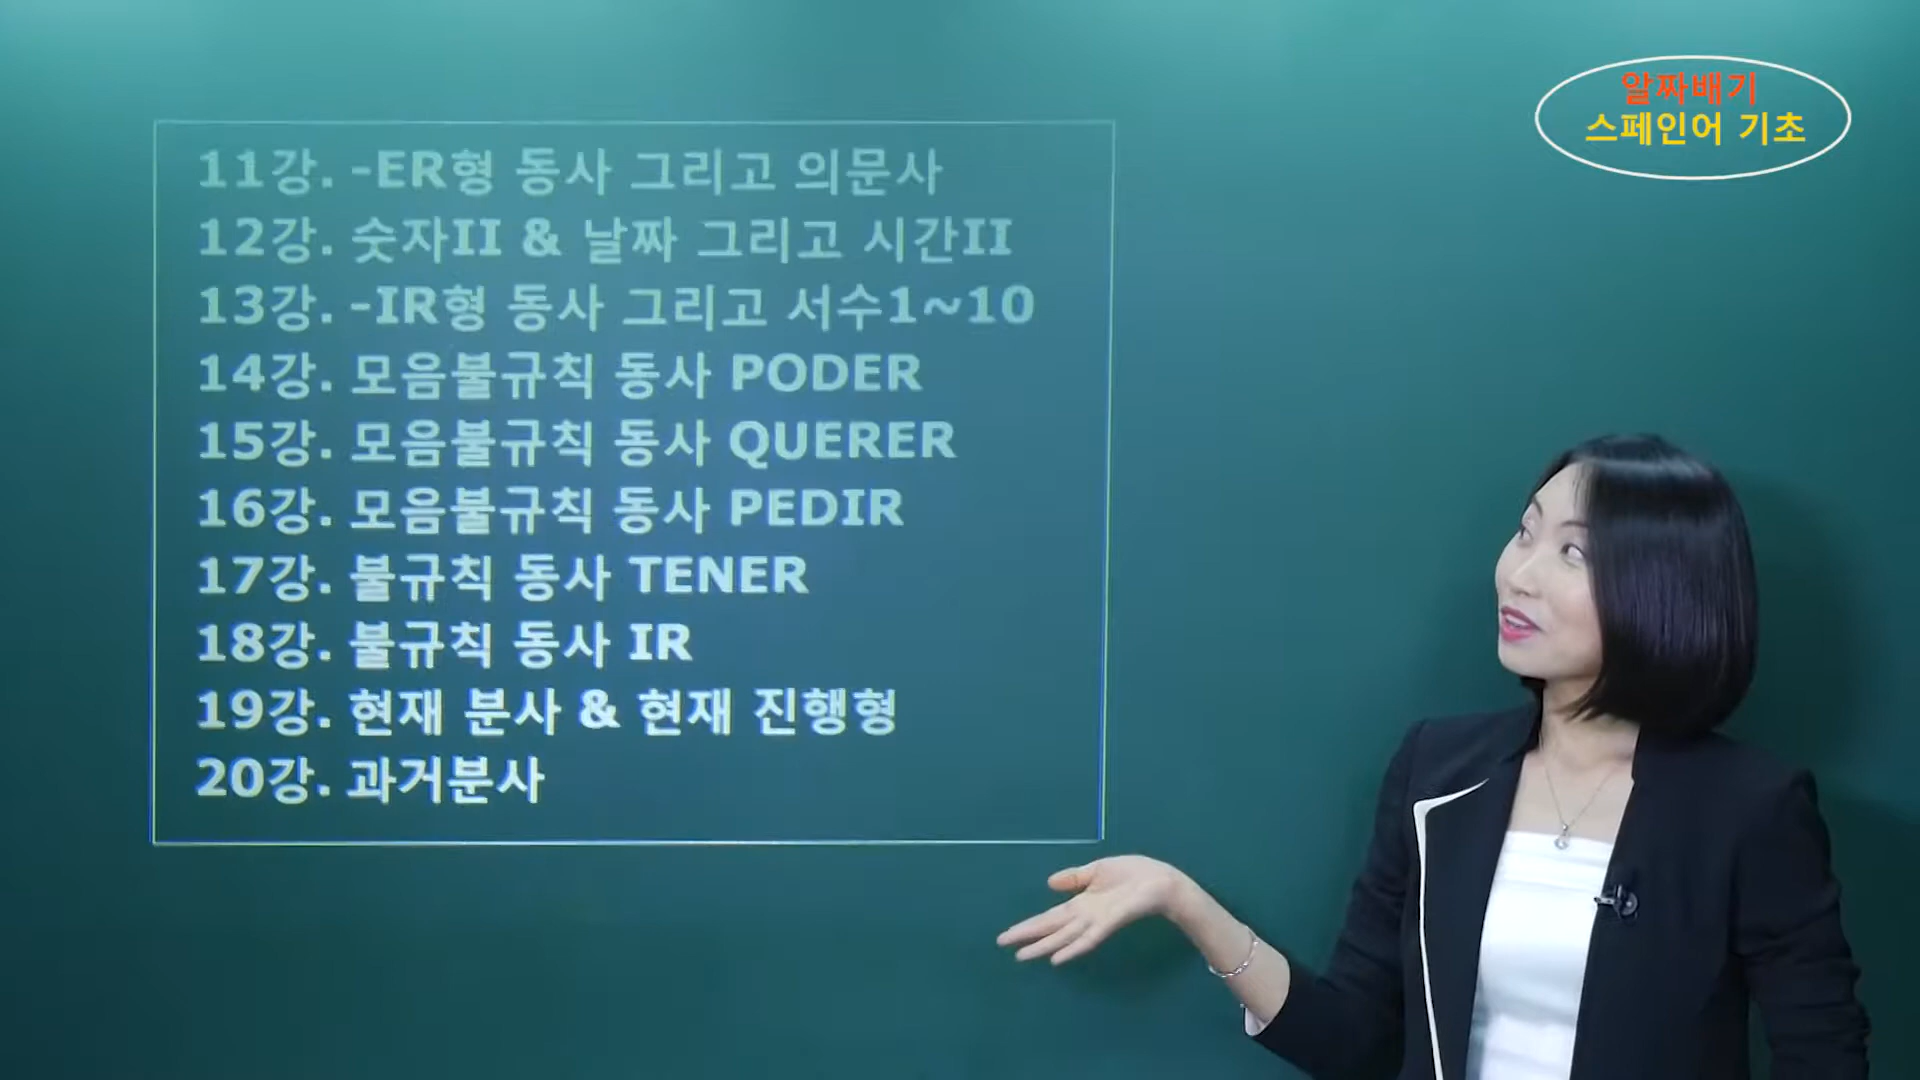 알짜배기
스페인어 기초
11강. -ER형 동사 그리고 의문사
12강. 숫자II & 날짜 그리고 시간II
13강. -IR형 동사 그리고 서수1~10
14강. 모음불규칙 동사 PODER
15강. 모음불규칙 동사 QUERER
16강. 모음불규칙 동사 PEDIR
17강. 불규칙 동사 TENER
18강. 불규칙 동사 IR
19강. 현재 분사 & 현재 진행형
20강. 과거분사